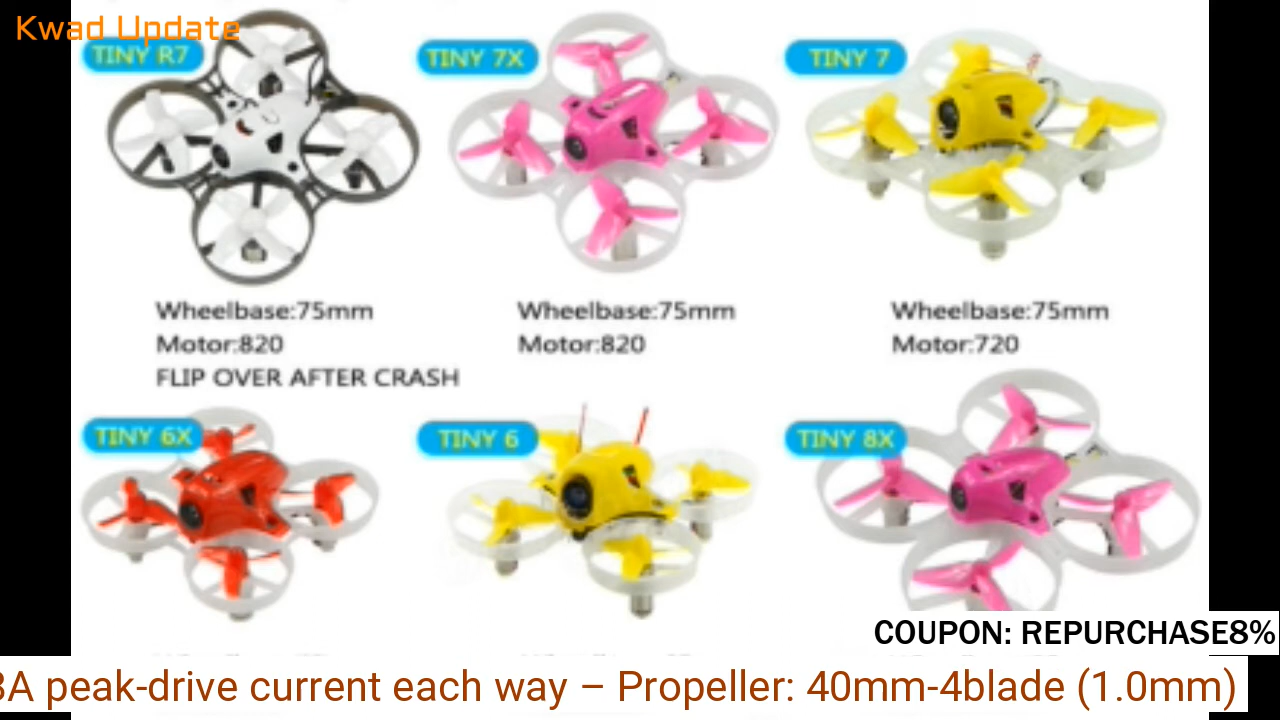 Kwad Update
TINY R7
TINY 7X
TINY 7
Wheelbase:75mm
Motor:820
FLIP OVER AFTER CRASH
Wheelbase:75mm
Motor:820
Wheelbase:75mm
Motor:720
TINY 6X
TINY 6
TINY 8X
COUPON: REPURCHASE8%
A peak-drive current each way – Propeller: 40mm-4blade (1.0mm)